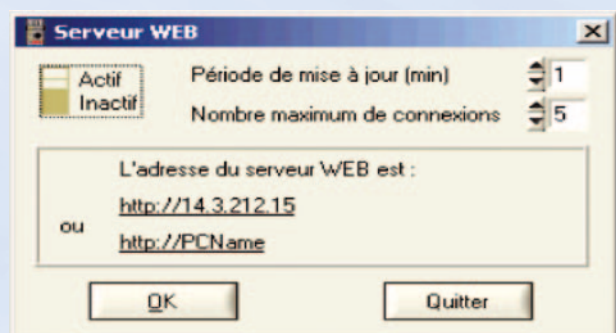 Serveur WEB
Actif
Inactif
Période de mise à jour (min) 1
Nombre maximum de connexions 5
L'adresse du serveur WEB est :
http://14.3.212.15
ou
http://PCName
OK Quitter